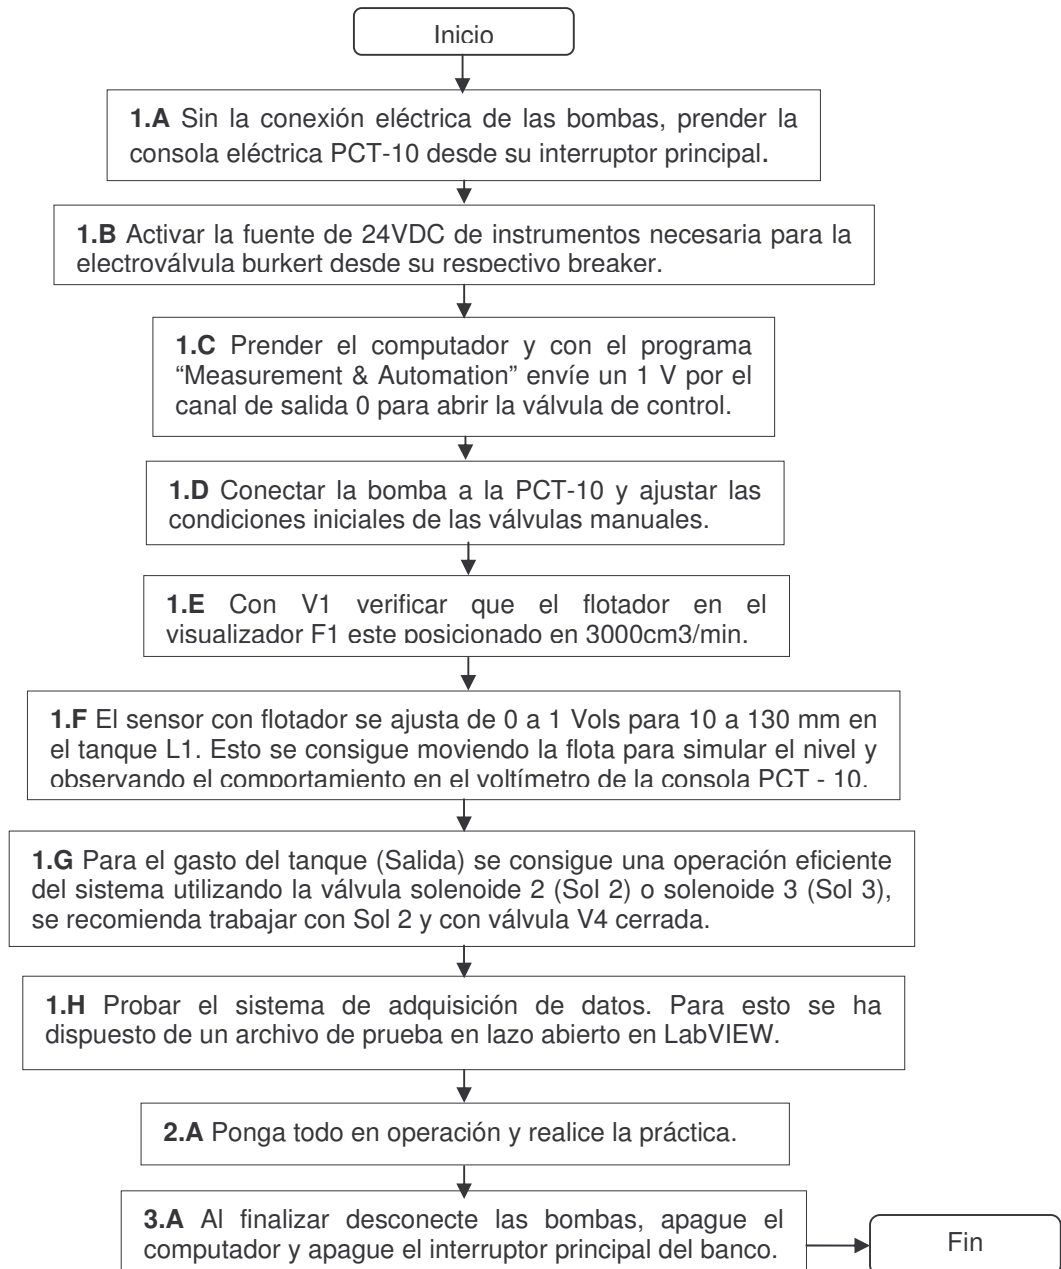 Inicio
1.A Sin la conexión eléctrica de las bombas, prender la
consola eléctrica PCT-10 desde su interruptor principal.
1.B Activar la fuente de 24VDC de instrumentos necesaria para la
electroválvula burkert desde su respectivo breaker.
1.C Prender el computador y con el programa
“Measurement & Automation” envíe un 1 V por el
canal de salida 0 para abrir la válvula de control.
1.D Conectar la bomba a la PCT-10 y ajustar las
condiciones iniciales de las válvulas manuales.
1.E Con V1 verificar que el flotador en el
visualizador F1 este posicionado en 3000cm3/min.
1.F El sensor con flotador se ajusta de 0 a 1 Vols para 10 a 130 mm en
el tanque L1. Esto se consigue moviendo la flota para simular el nivel y
observando el comportamiento en el voltímetro de la consola PCT - 10.
1.G Para el gasto del tanque (Salida) se consigue una operación eficiente
del sistema utilizando la válvula solenoide 2 (Sol 2) o solenoide 3 (Sol 3),
se recomienda trabajar con Sol 2 y con válvula V4 cerrada.
1.H Probar el sistema de adquisición de datos. Para esto se ha
dispuesto de un archivo de prueba en lazo abierto en LabVIEW.
2.A Ponga todo en operación y realice la práctica.
3.A Al finalizar desconecte las bombas, apague el
computador y apague el interruptor principal del banco.
Fin